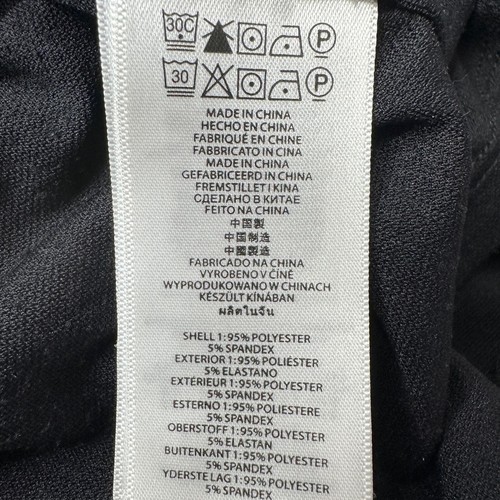 30C P
30 P
MADE IN CHINA
HECHO EN CHINA
FABRIQUÉ EN CHINE
FABBRICATO IN CINA
MADE IN CHINA
GEFABRICEERD IN CHINA
FREMSTILLET I KINA
СДЕЛАНО В КИТАЕ
FEITO NA CHINA
中国製
中国制造
中國製造
FABRICADO NA CHINA
VYROBENO V ČÍNĚ
WYPRODUKOWANO W CHINACH
KÉSZÜLT KÍNÁBAN
ผลิตในจีน
SHELL 1:95% POLYESTER
5% SPANDEX
EXTERIOR 1:95% POLIÉSTER
5% ELASTANO
EXTÉRIEUR 1:95% POLYESTER
5% SPANDEX
ESTERNO 1:95% POLIESTERE
5% SPANDEX
OBERSTOFF 1:95% POLYESTER
5% ELASTAN
BUITENKANT 1:95% POLYESTER
5% SPANDEX
YDERSTE LAG 1:95% POLYESTER
5% SPANDEX